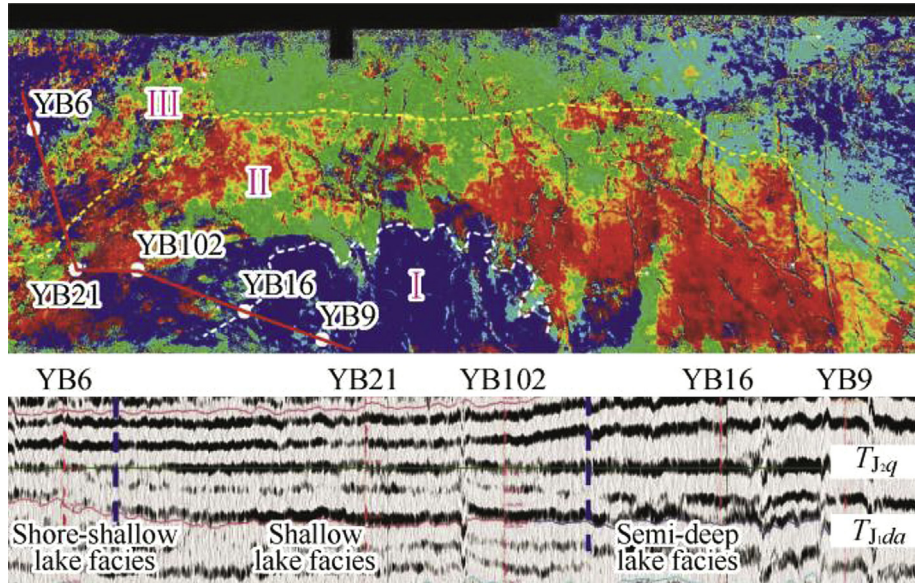 YB6
III
II
YB102
YB21
YB16
I
YB9
YB6 YB21 YB102 YB16 YB9
TJ₂q
TJ₁da
Shore-shallow
lake facies
Shallow
lake facies
Semi-deep
lake facies